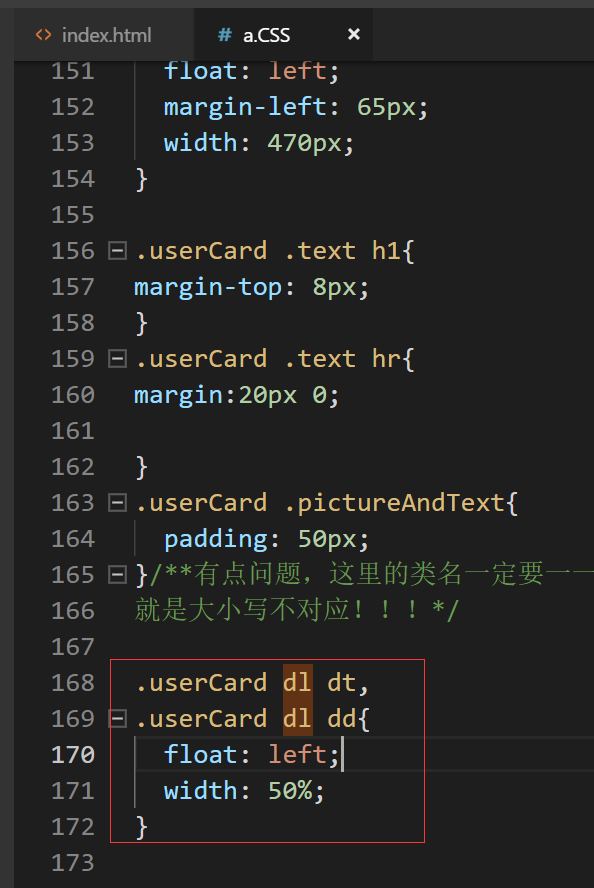 index.html
a.CSS
151 float: left;
152 margin-left: 65px;
153 width: 470px;
154 }
155
156 .userCard .text h1{
157 margin-top: 8px;
158 }
159 .userCard .text hr{
160 margin:20px 0;
161
162 }
163 .userCard .pictureAndText{
164 padding: 50px;
165 }/**有点问题，这里的类名一定要一一
166 就是大小写不对应！！！*/
167
168 .userCard dl dt,
169 .userCard dl dd{
170 float: left;
171 width: 50%;
172 }
173